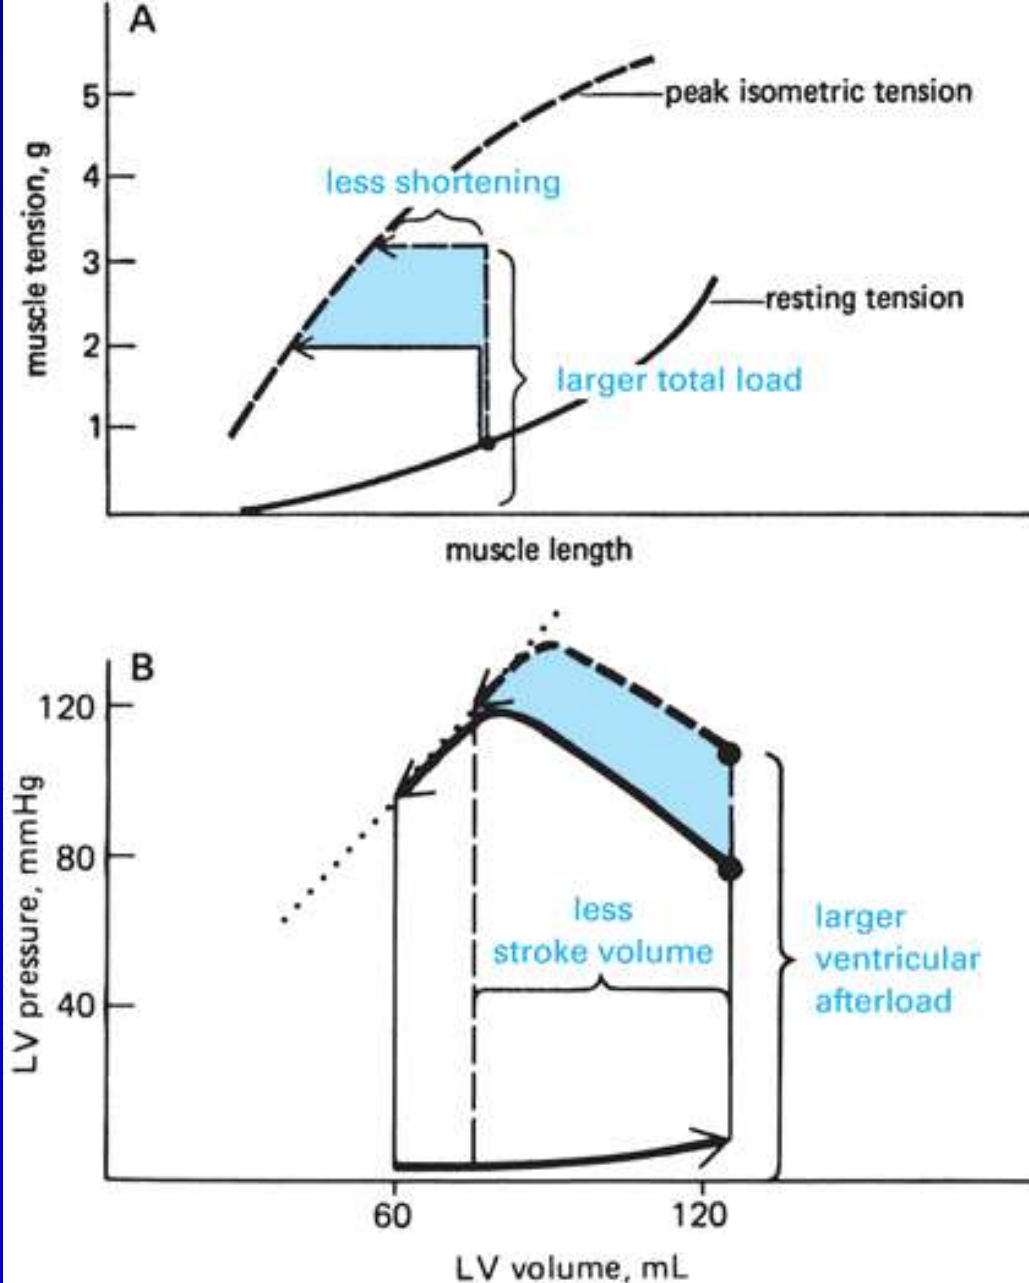 A
5
4
3
2
1
muscle tension, g
peak isometric tension
less shortening
resting tension
larger total load
muscle length
B
120
80
40
LV pressure, mmHg
less
stroke volume
larger
ventricular
afterload
60
120
LV volume, mL